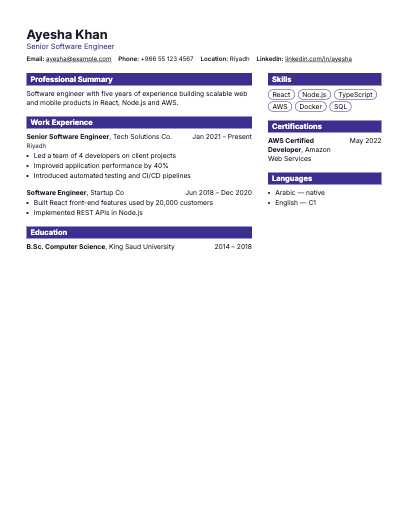 Ayesha Khan
Senior Software Engineer
Email: ayesha@example.com Phone: +966 55 123 4567 Location: Riyadh LinkedIn: linkedin.com/in/ayesha
Professional Summary
Software engineer with five years of experience building scalable web
and mobile products in React, Node.js and AWS.
Work Experience
Senior Software Engineer, Tech Solutions Co. Jan 2021 – Present
Riyadh
• Led a team of 4 developers on client projects
• Improved application performance by 40%
• Introduced automated testing and CI/CD pipelines
Software Engineer, Startup Co Jun 2018 – Dec 2020
• Built React front-end features used by 20,000 customers
• Implemented REST APIs in Node.js
Education
B.Sc. Computer Science, King Saud University 2014 – 2018
Skills
React Node.js TypeScript
AWS Docker SQL
Certifications
AWS Certified May 2022
Developer, Amazon
Web Services
Languages
• Arabic — native
• English — C1